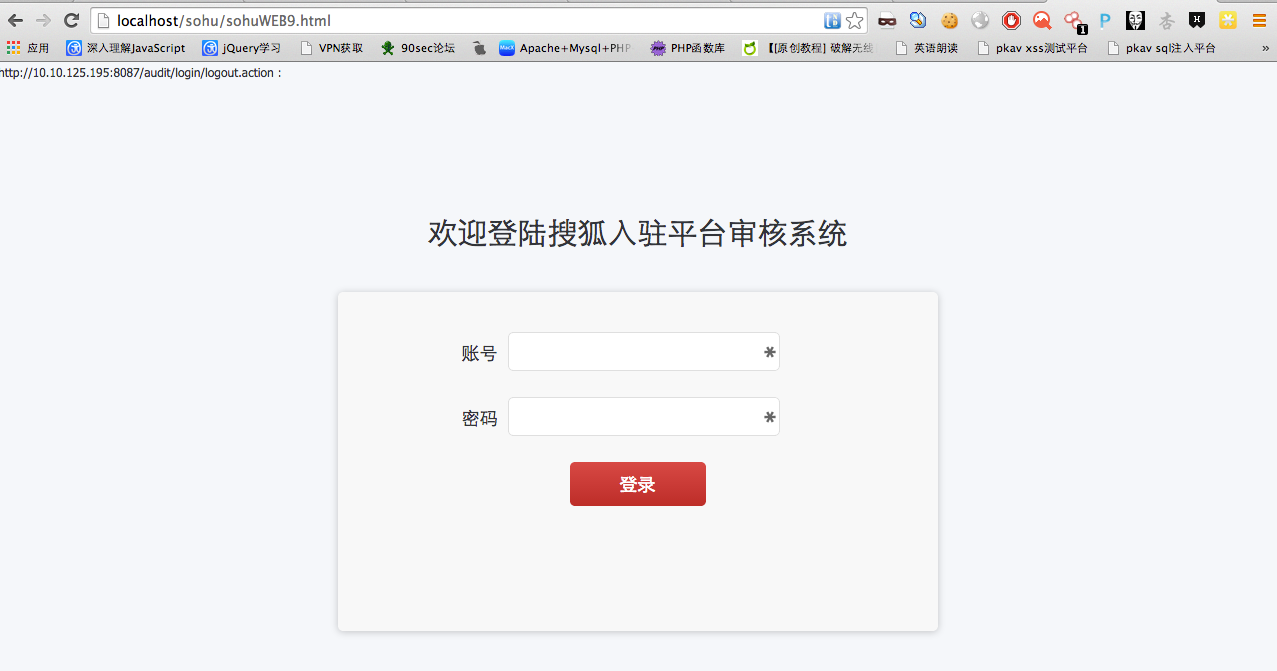 localhost/sohu/sohuWEB9.html
应用 深入理解JavaScript jQuery学习 VPN获取 90sec论坛 Apache+Mysql+PHP PHP函数库 【[原创教程] 破解无线 英语朗读 pkav xss测试平台 pkav sql注入平台 »
http://10.10.125.195:8087/audit/login/logout.action :
欢迎登陆搜狐入驻平台审核系统
账号
密码
登录